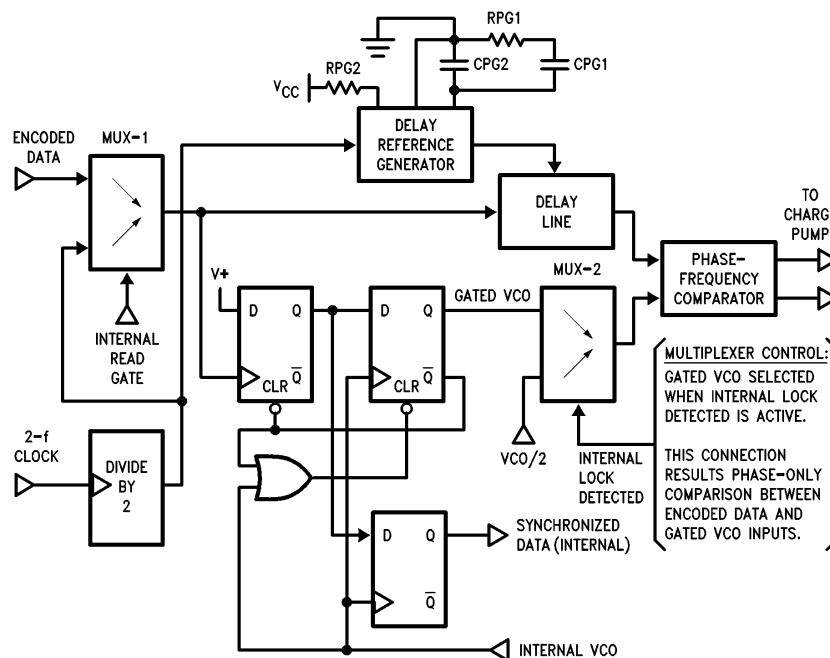 RPG1
CPG2
CPG1
RPG2
VCC
ENCODED
DATA
MUX-1
DELAY
REFERENCE
GENERATOR
DELAY
LINE
TO
CHARGE
PUMP
PHASE-
FREQUENCY
COMPARATOR
MUX-2
V+
GATED VCO
D
Q
Q
CLR
D
Q
Q
CLR
INTERNAL
READ
GATE
2-f
CLOCK
DIVIDE
BY
2
VCO/2
INTERNAL
LOCK
DETECTED
MULTIPLEXER CONTROL:
GATED VCO SELECTED
WHEN INTERNAL LOCK
DETECTED IS ACTIVE.
THIS CONNECTION
RESULTS PHASE-ONLY
COMPARISON BETWEEN
ENCODED DATA AND
GATED VCO INPUTS.
D
Q
Q
SYNCHRONIZED
DATA (INTERNAL)
INTERNAL VCO